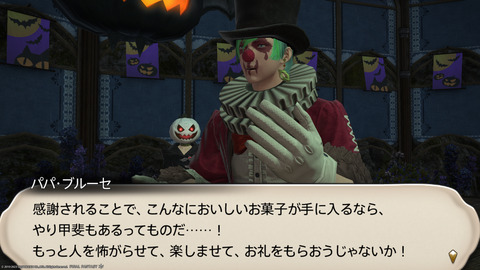 パパ・ブルーセ
感謝されることで、こんなにおいしいお菓子が手に入るなら、
やり甲斐もあるってものだ……！
もっと人を怖がらせて、楽しませて、お礼をもらおうじゃないか！